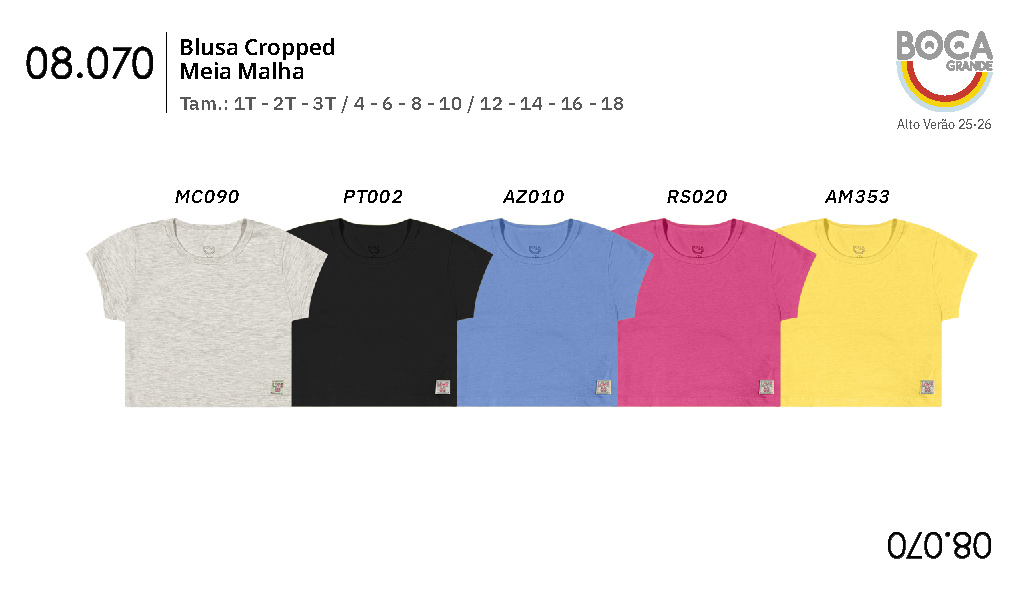 08.070
Blusa Cropped
Meia Malha
Tam.: 1T - 2T - 3T / 4 - 6 - 8 - 10 / 12 - 14 - 16 - 18
BOCA
GRANDE
Alto Verão 25-26
MC090 PT002 AZ010 RS020 AM353
08.070